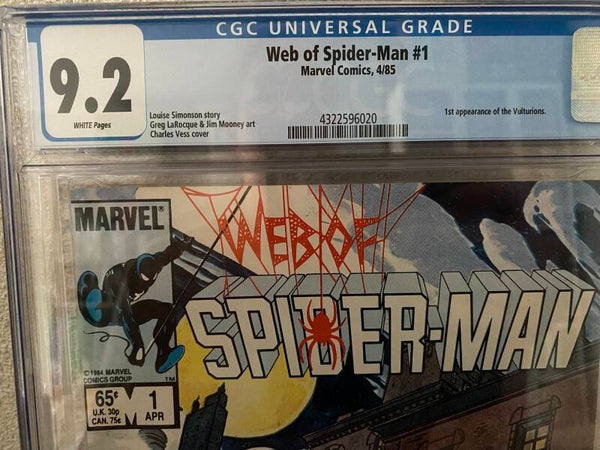 CGC UNIVERSAL GRADE
9.2
WHITE Pages
Web of Spider-Man #1
Marvel Comics, 4/85
Louise Simonson story
Greg LaRocque & Jim Mooney art
Charles Vess cover
4322596020
1st appearance of the Vulturions.
MARVEL®
WEB OF
SPIDER-MAN
©1984 MARVEL
COMICS GROUP
TM
65¢
U.K. 30p
CAN. 75¢
M
1
APR